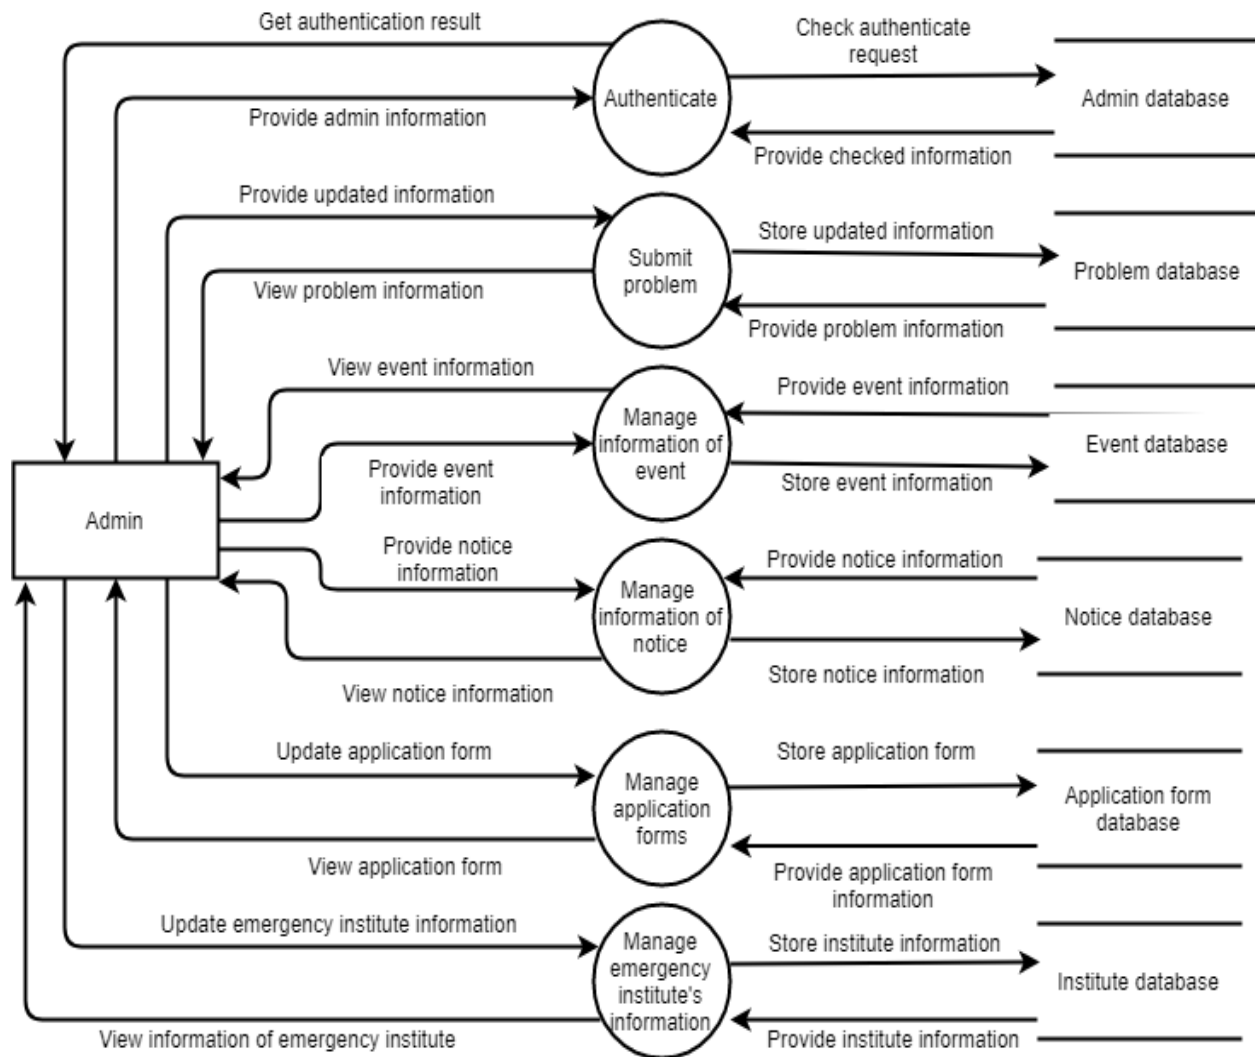 Get authentication result
Check authenticate
request
Authenticate
Admin database
Provide admin information
Provide checked information
Provide updated information
Store updated information
Submit
problem
Problem database
View problem information
Provide problem information
View event information
Provide event information
Manage
information of
event
Event database
Provide event
information
Store event information
Admin
Provide notice
information
Provide notice information
Manage
information of
notice
Notice database
Store notice information
View notice information
Update application form
Store application form
Manage
application
forms
Application form
database
View application form
Provide application form
information
Update emergency institute information
Store institute information
Manage
emergency
institute's
information
Institute database
View information of emergency institute
Provide institute information